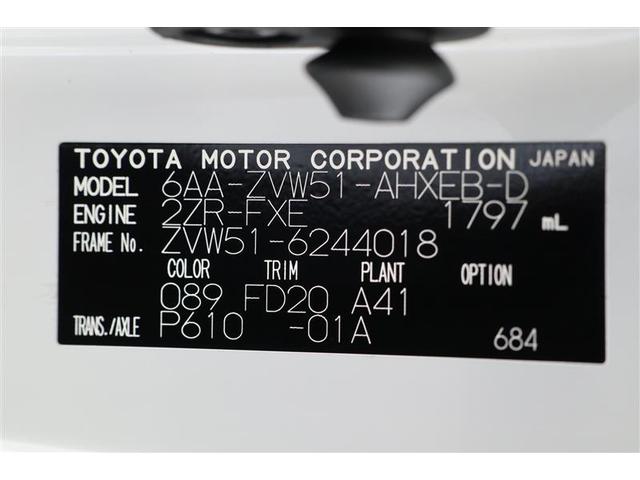 TOYOTA MOTOR CORPORATION JAPAN
MODEL 6AA-ZVW51-AHXEB-D
ENGINE 2ZR-FXE 1797 mL
FRAME No. ZVW51-6244018
COLOR TRIM PLANT OPTION
089 FD20 A41
TRANS./AXLE P610 -01A
684